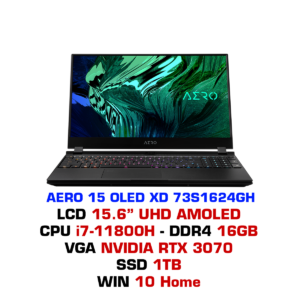 AERO
AERO
AERO 15 OLED XD 73S1624GH
LCD 15.6” UHD AMOLED
CPU i7-11800H - DDR4 16GB
VGA NVIDIA RTX 3070
SSD 1TB
WIN 10 Home